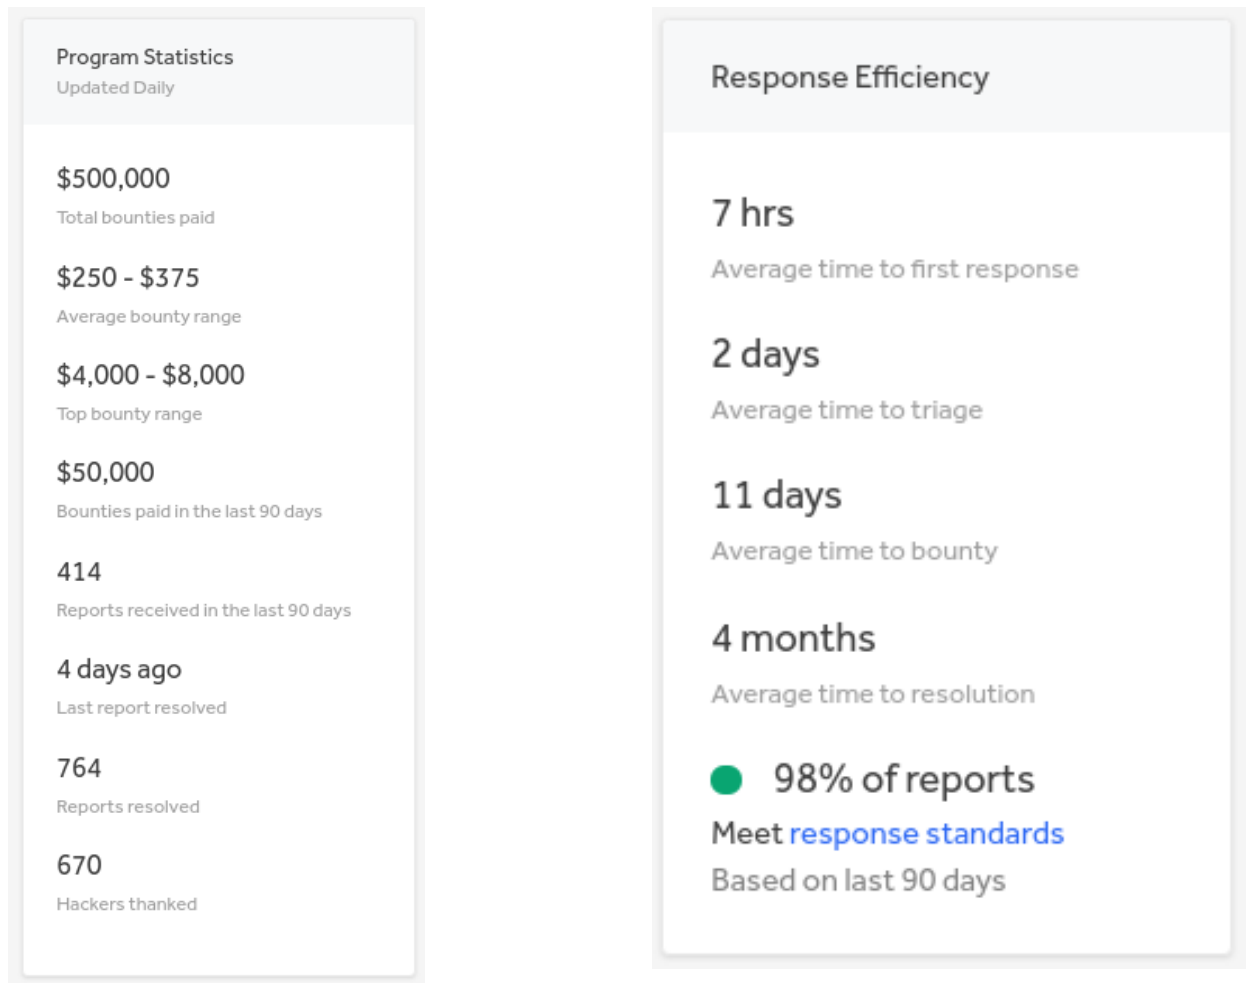 Program Statistics
Updated Daily
$500,000
Total bounties paid
$250 - $375
Average bounty range
$4,000 - $8,000
Top bounty range
$50,000
Bounties paid in the last 90 days
414
Reports received in the last 90 days
4 days ago
Last report resolved
764
Reports resolved
670
Hackers thanked
Response Efficiency
7 hrs
Average time to first response
2 days
Average time to triage
11 days
Average time to bounty
4 months
Average time to resolution
98% of reports
Meet response standards
Based on last 90 days